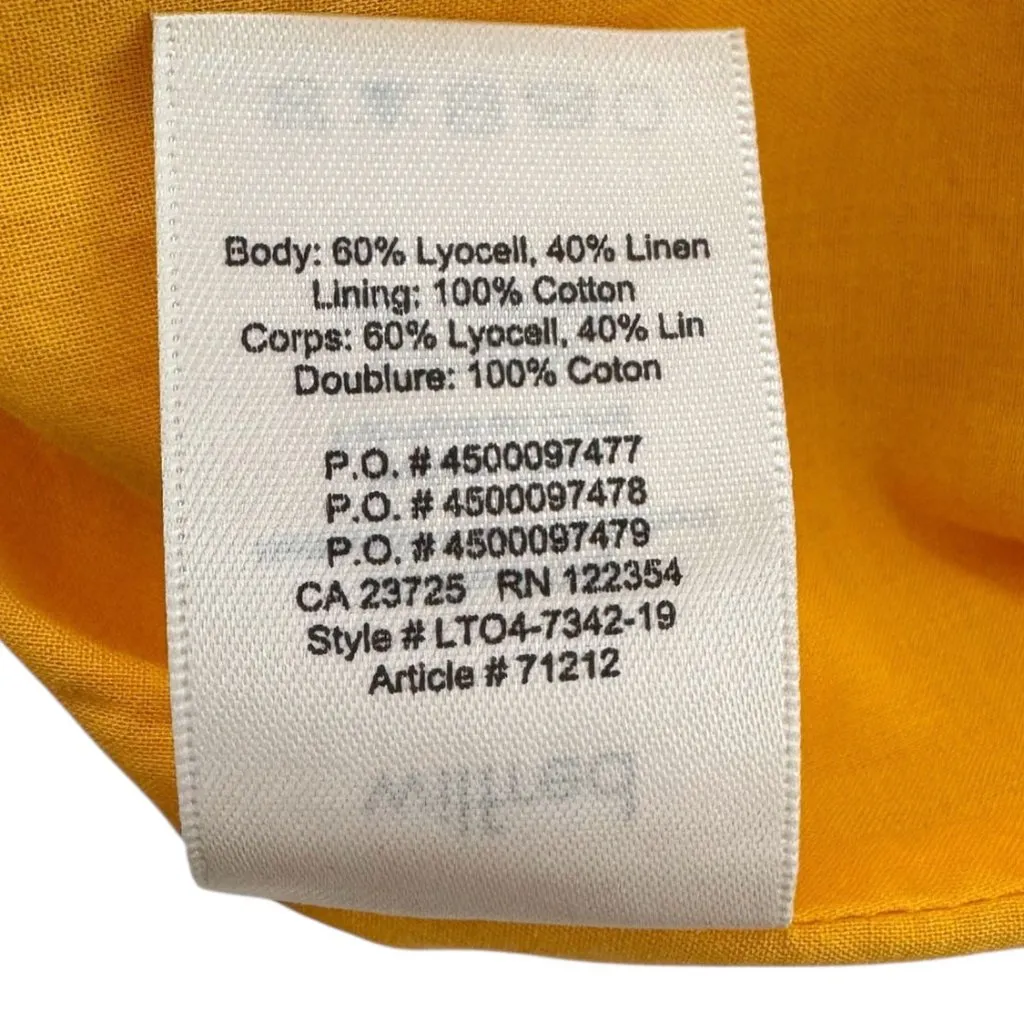 Body: 60% Lyocell, 40% Linen
Lining: 100% Cotton
Corps: 60% Lyocell, 40% Lin
Doublure: 100% Coton
P.O. # 4500097477
P.O. # 4500097478
P.O. # 4500097479
CA 23725 RN 122354
Style # LTO4-7342-19
Article # 71212